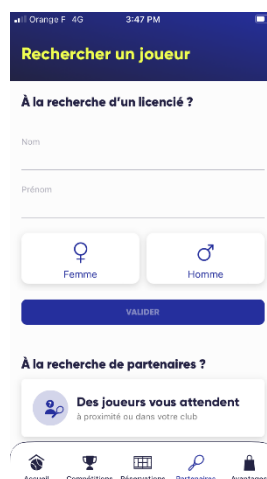 Orange F 4G 3:47 PM
Rechercher un joueur
À la recherche d'un licencié ?
Nom
Prénom
Femme Homme
VALIDER
À la recherche de partenaires ?
Des joueurs vous attendent
à proximité ou dans votre club
Accueil Compétitions Réservations Partenaires Avantages